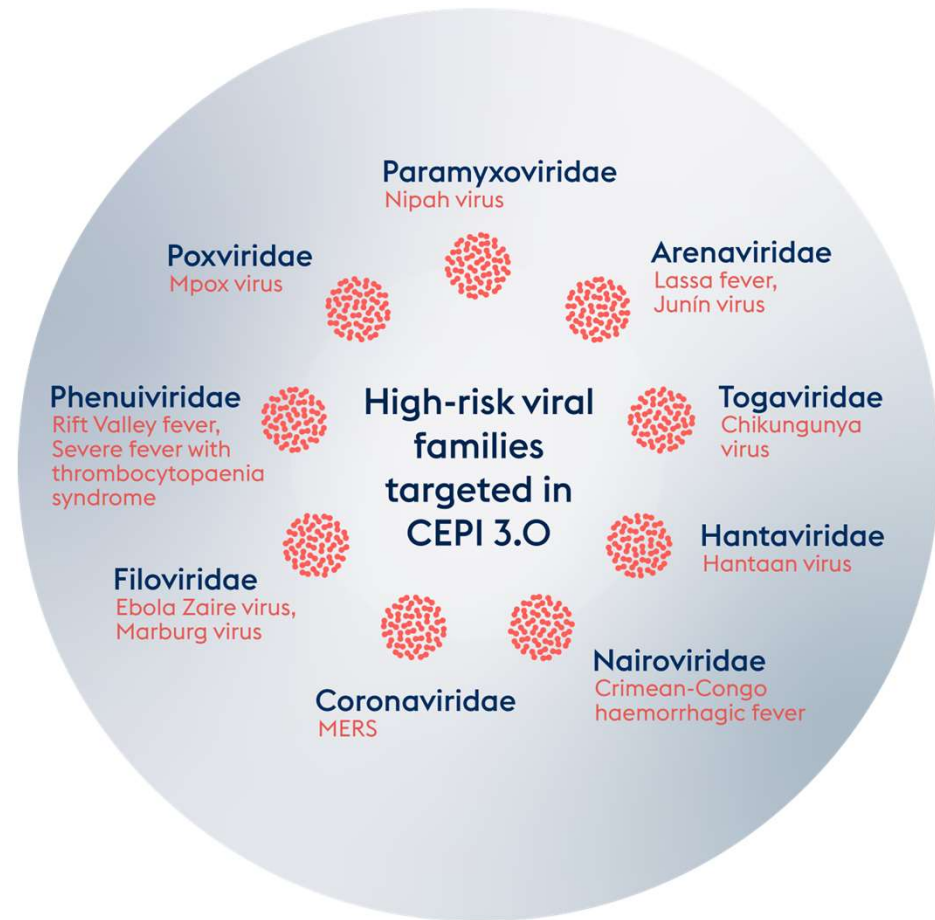 Paramyxoviridae
Nipah virus
Poxviridae
Mpox virus
Arenaviridae
Lassa fever,
Junín virus
Phenuiviridae
Rift Valley fever,
Severe fever with
thrombocytopaenia
syndrome
High-risk viral
families
targeted in
CEPI 3.0
Togaviridae
Chikungunya
virus
Hantaviridae
Hantaan virus
Filoviridae
Ebola Zaire virus,
Marburg virus
Nairoviridae
Crimean-Congo
haemorrhagic fever
Coronaviridae
MERS